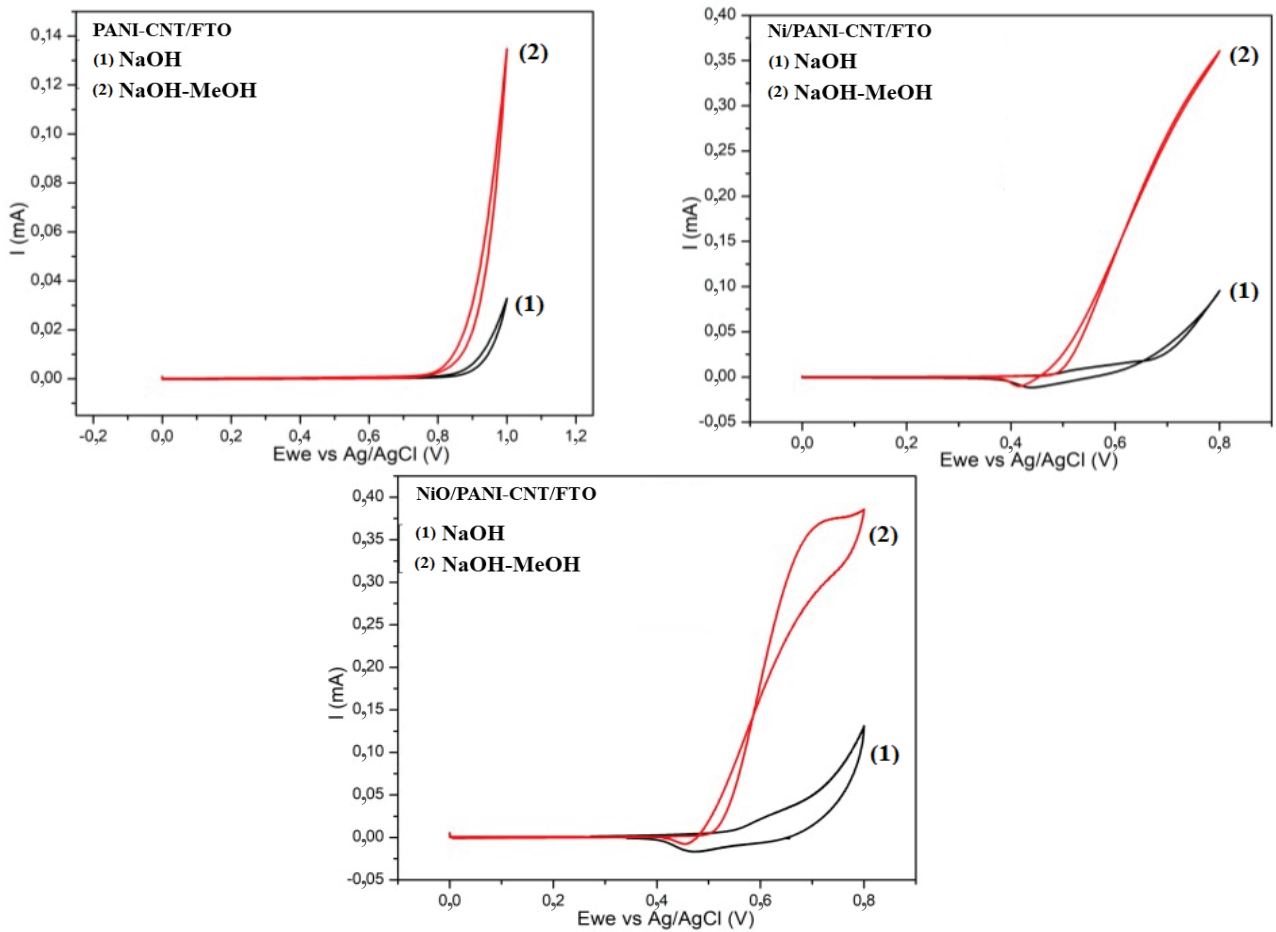 PANI-CNT/FTO
(1) NaOH
(2) NaOH-MeOH
(2)
(1)
0,14
0,12
0,10
0,08
0,06
0,04
0,02
0,00
I (mA)
-0,2 0,0 0,2 0,4 0,6 0,8 1,0 1,2
Ewe vs Ag/AgCl (V)
Ni/PANI-CNT/FTO
(1) NaOH
(2) NaOH-MeOH
(2)
(1)
0,40
0,35
0,30
0,25
0,20
0,15
0,10
0,05
0,00
-0,05
I (mA)
0,0 0,2 0,4 0,6 0,8
Ewe vs Ag/AgCl (V)
NiO/PANI-CNT/FTO
(1) NaOH
(2) NaOH-MeOH
(2)
(1)
0,40
0,35
0,30
0,25
0,20
0,15
0,10
0,05
0,00
-0,05
I (mA)
0,0 0,2 0,4 0,6 0,8
Ewe vs Ag/AgCl (V)